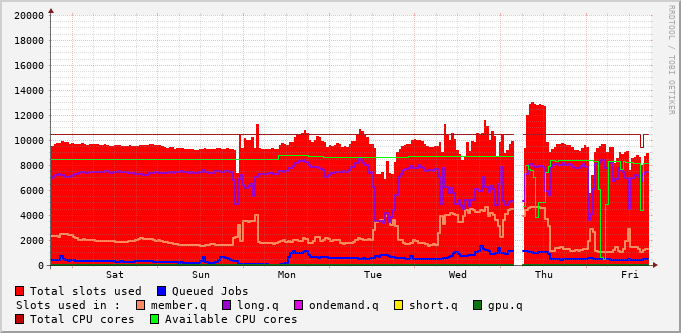 20000
18000
16000
14000
12000
10000
8000
6000
4000
2000
0
Sat Sun Mon Tue Wed Thu Fri
RRDTOOL / TOBI OETIKER
Total slots used Queued Jobs
Slots used in : member.q long.q ondemand.q short.q gpu.q
Total CPU cores Available CPU cores